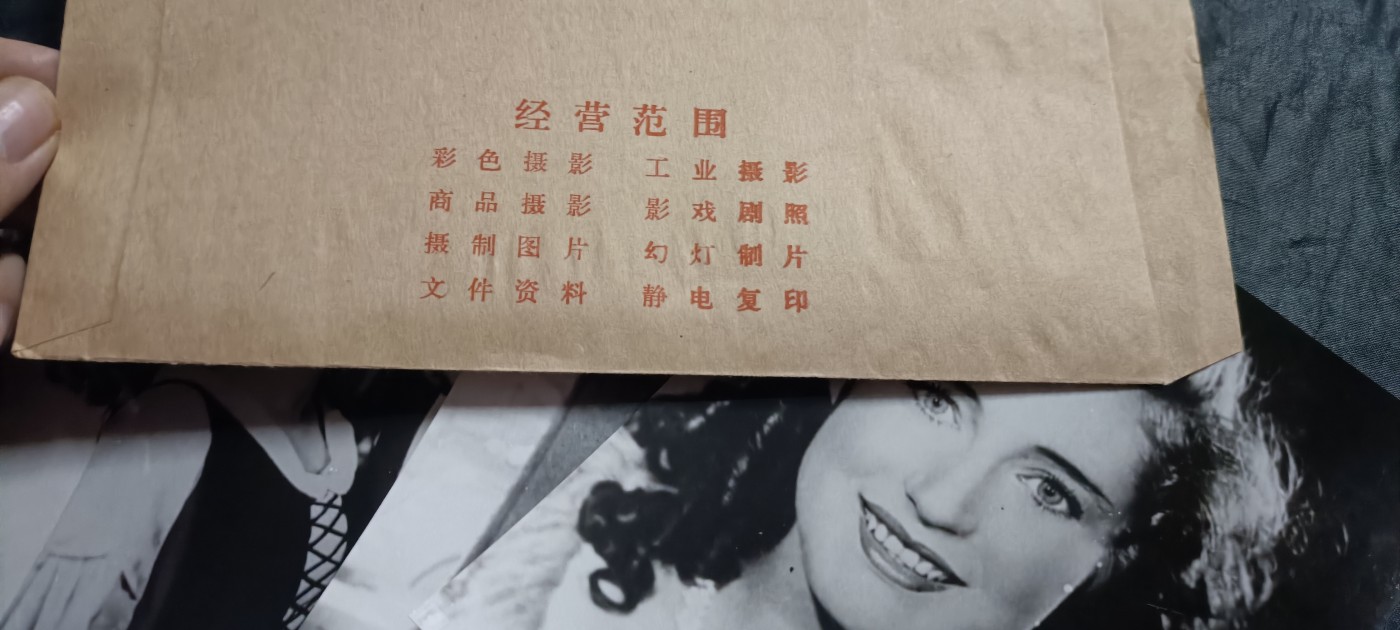 经营范围
彩色摄影 工业摄影
商品摄影 影戏剧照
摄制图片 幻灯制片
文件资料 静电复印